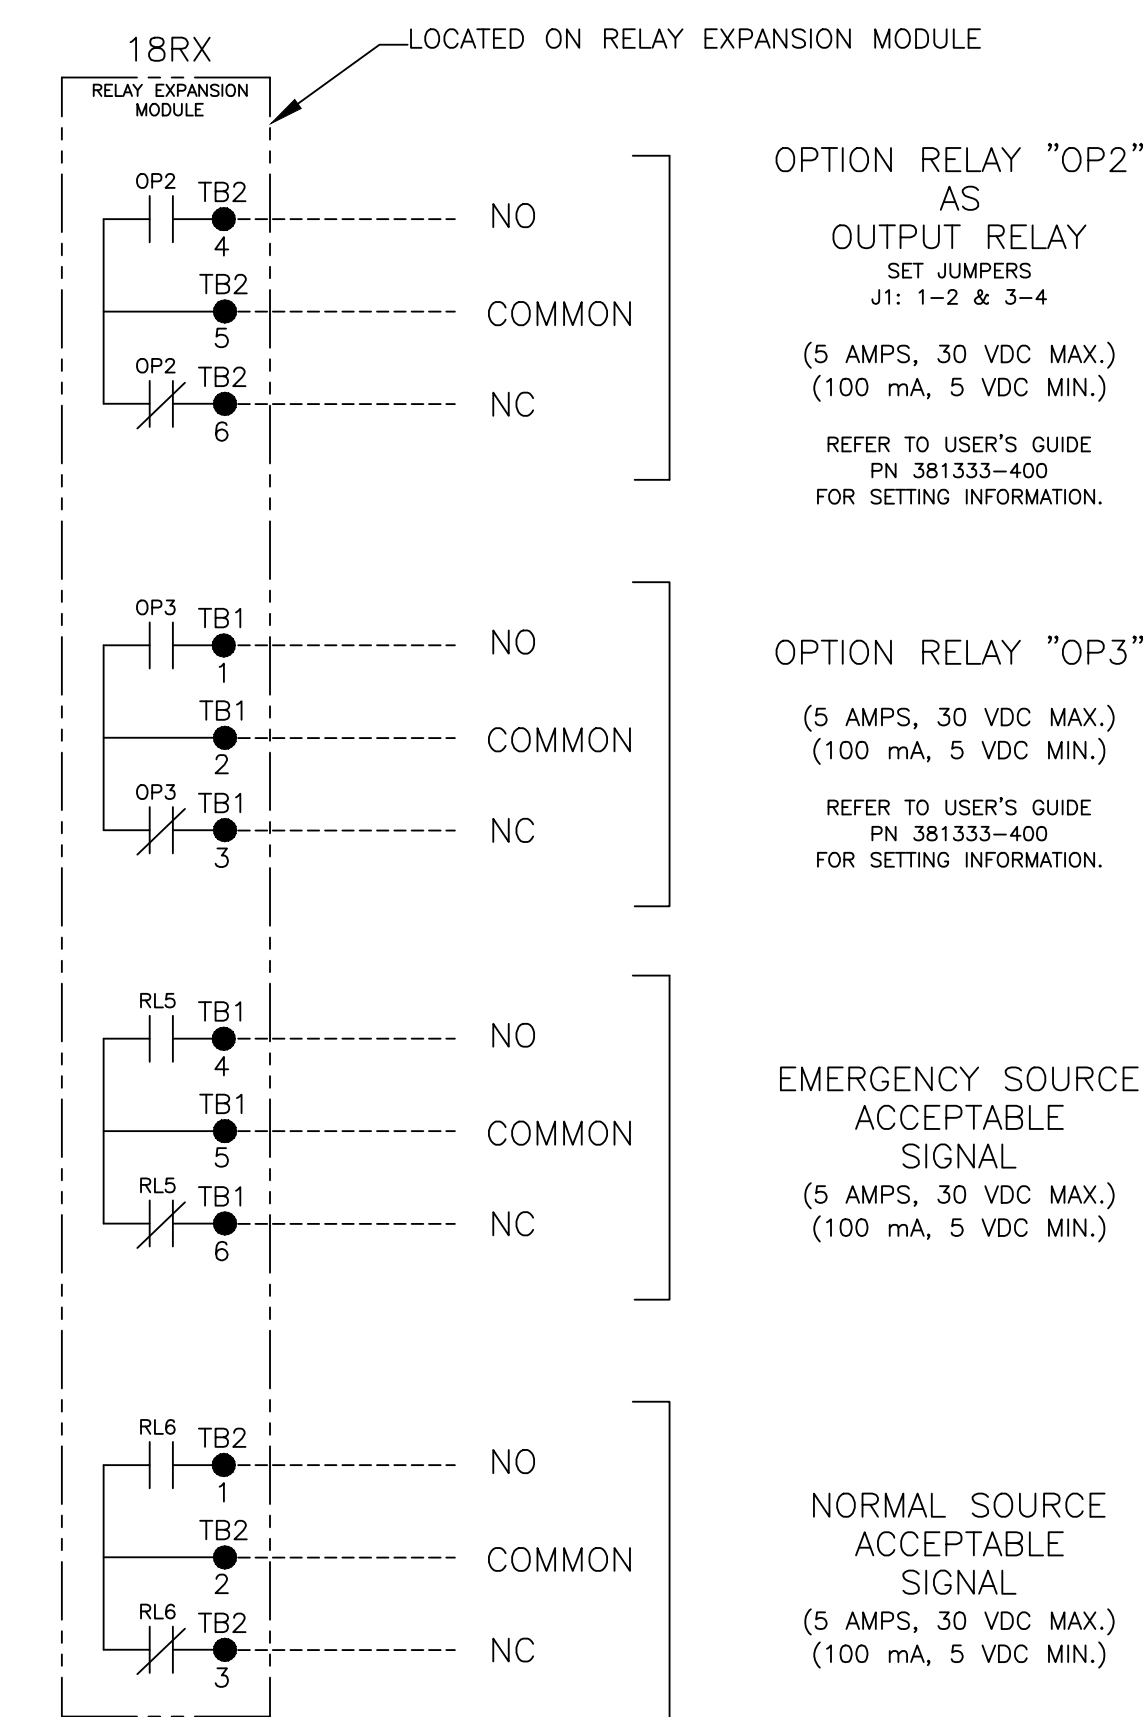 18RX
LOCATED ON RELAY EXPANSION MODULE
RELAY EXPANSION
MODULE
OP2
TB2
4
NO
TB2
5
COMMON
OP2
TB2
6
NC
OPTION RELAY ”OP2”
AS
OUTPUT RELAY
SET JUMPERS
J1: 1-2 & 3-4
(5 AMPS, 30 VDC MAX.)
(100 mA, 5 VDC MIN.)
REFER TO USER'S GUIDE
PN 381333-400
FOR SETTING INFORMATION.
OP3
TB1
1
NO
TB1
2
COMMON
OP3
TB1
3
NC
OPTION RELAY ”OP3”
(5 AMPS, 30 VDC MAX.)
(100 mA, 5 VDC MIN.)
REFER TO USER'S GUIDE
PN 381333-400
FOR SETTING INFORMATION.
RL5
TB1
4
NO
TB1
5
COMMON
RL5
TB1
6
NC
EMERGENCY SOURCE
ACCEPTABLE
SIGNAL
(5 AMPS, 30 VDC MAX.)
(100 mA, 5 VDC MIN.)
RL6
TB2
1
NO
TB2
2
COMMON
RL6
TB2
3
NC
NORMAL SOURCE
ACCEPTABLE
SIGNAL
(5 AMPS, 30 VDC MAX.)
(100 mA, 5 VDC MIN.)